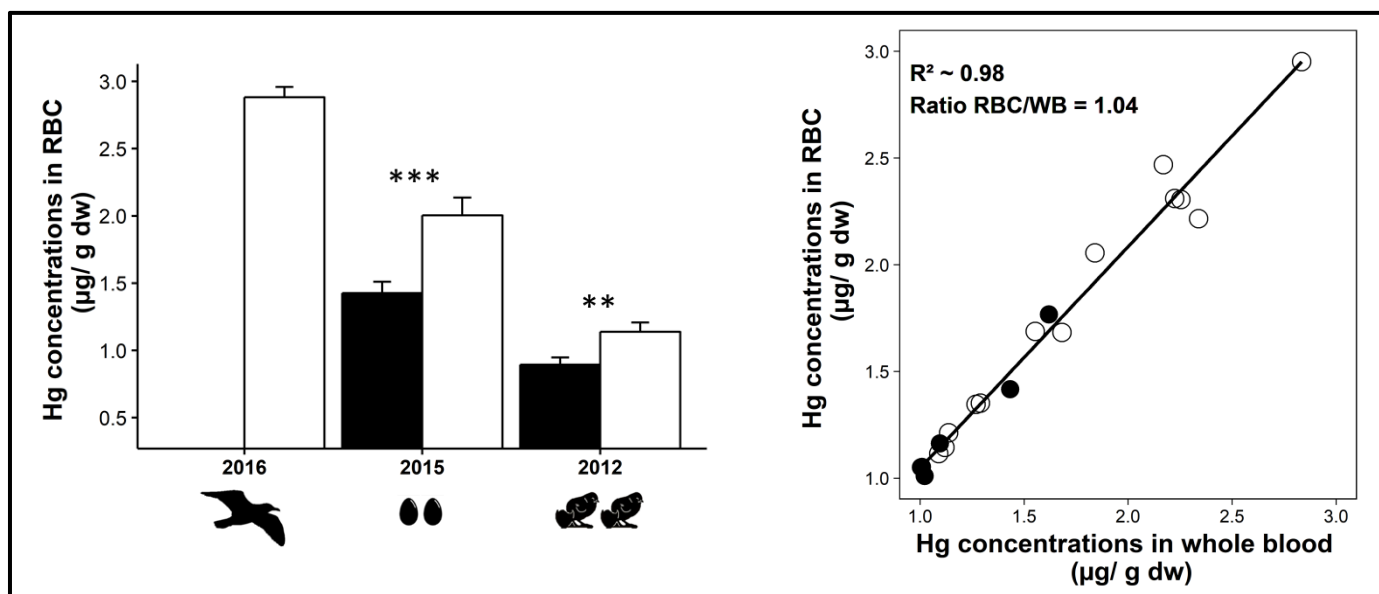 Hg concentrations in RBC
(µg/ g dw)
3.0
2.5
2.0
1.5
1.0
0.5
***
**
2016
2015
2012
R² ~ 0.98
Ratio RBC/WB = 1.04
Hg concentrations in RBC
(µg/ g dw)
3.0
2.5
2.0
1.5
1.0
1.0 1.5 2.0 2.5 3.0
Hg concentrations in whole blood
(µg/ g dw)